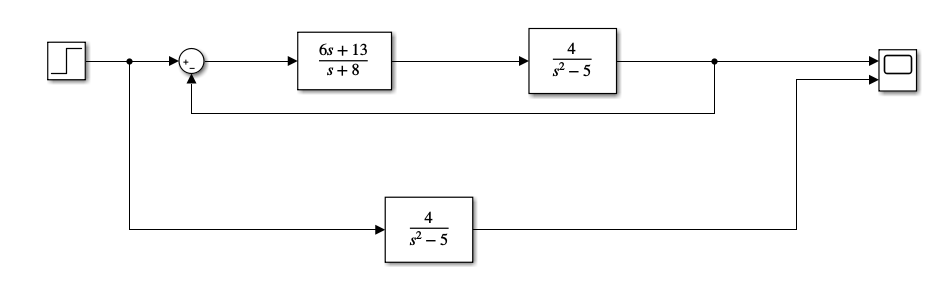 +
−
6s + 13
s + 8
4
s² − 5
4
s² − 5